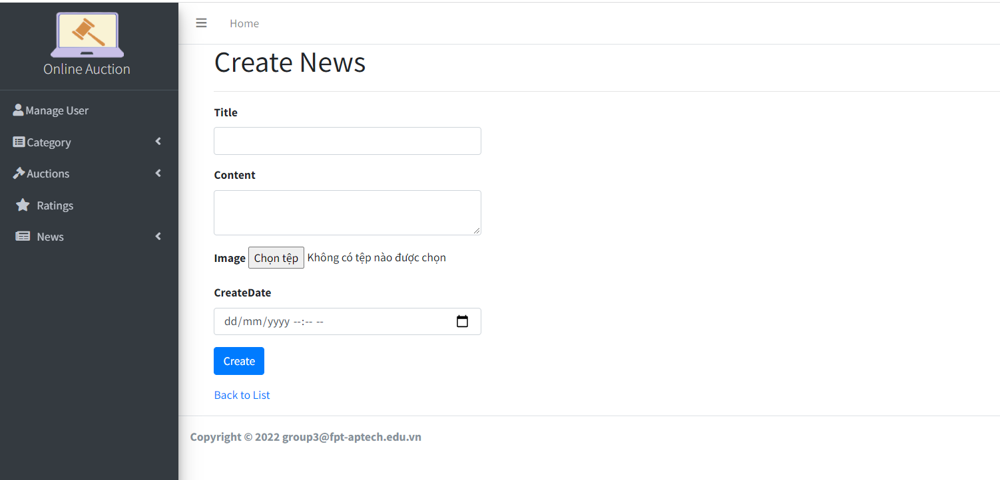 Online Auction
Manage User
Category
Auctions
Ratings
News
Home
Create News
Title
Content
Image Chọn tệp Không có tệp nào được chọn
CreateDate
dd/mm/yyyy --:-- --
Create
Back to List
Copyright © 2022 group3@fpt-aptech.edu.vn